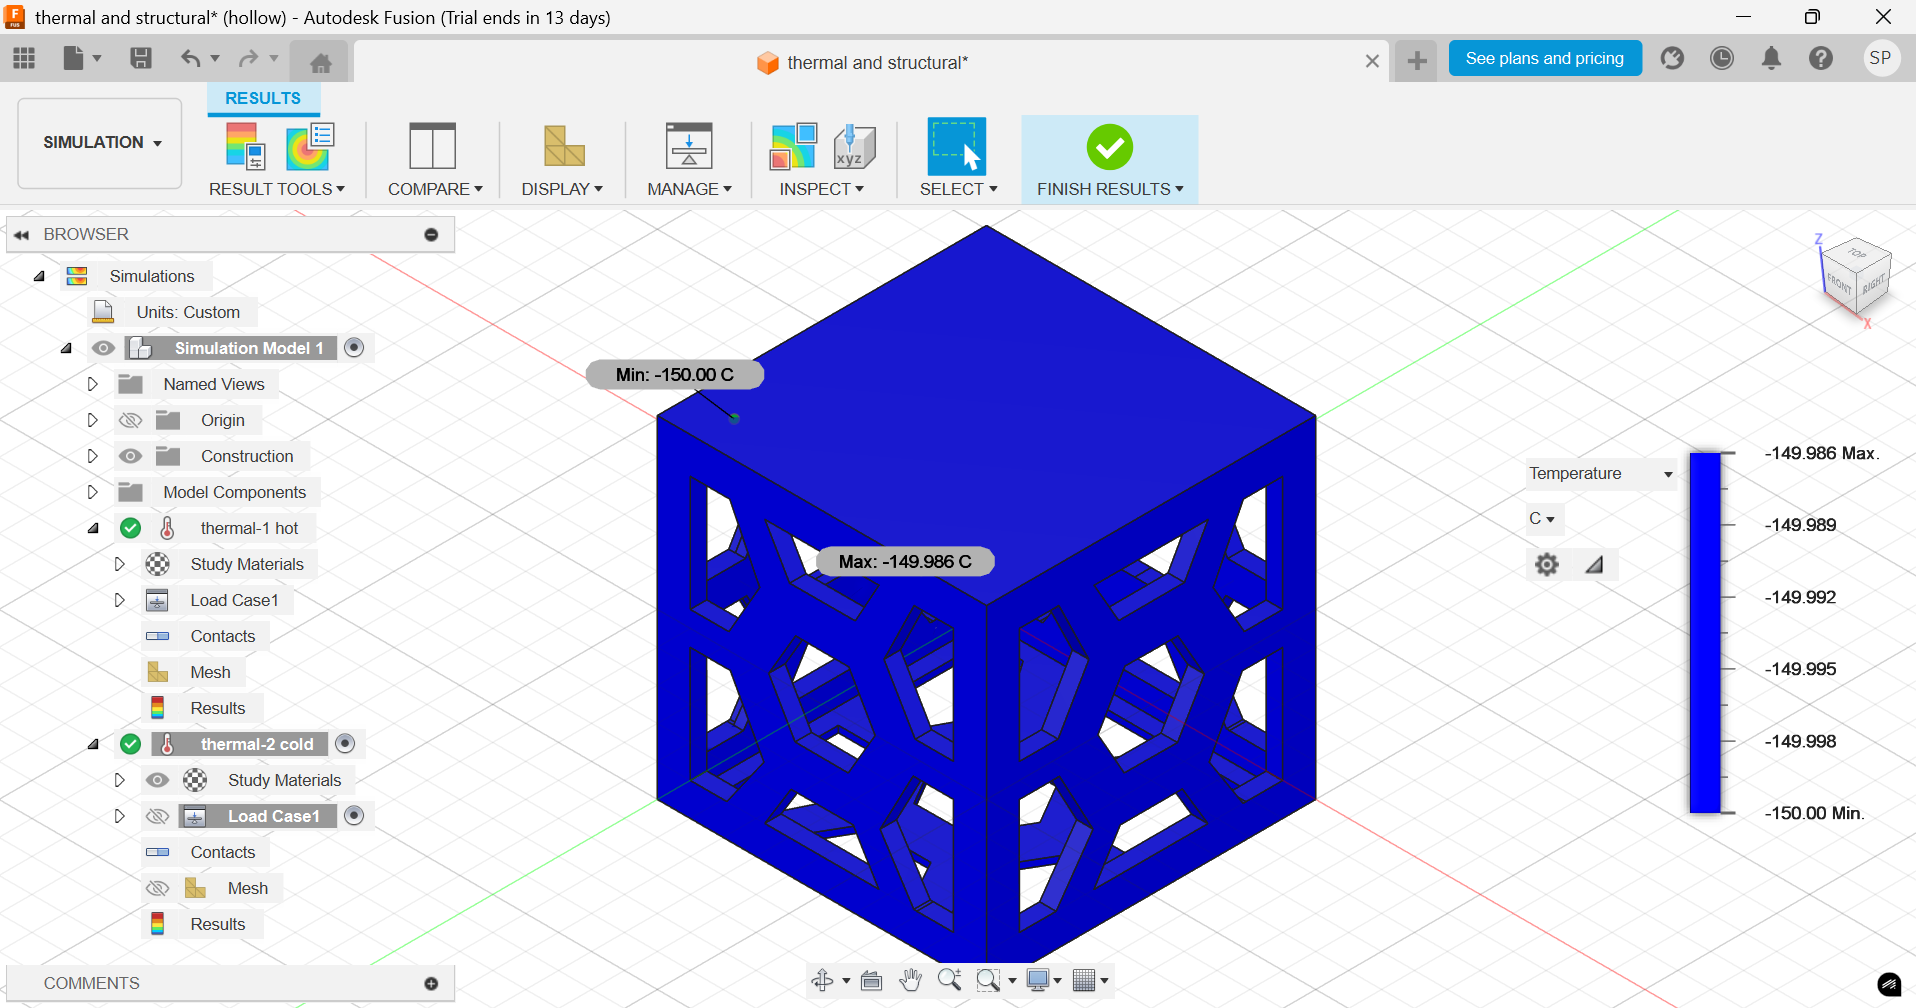 thermal and structural* (hollow) - Autodesk Fusion (Trial ends in 13 days)
thermal and structural*
See plans and pricing
SP
SIMULATION
RESULTS
RESULT TOOLS
COMPARE
DISPLAY
MANAGE
INSPECT
SELECT
FINISH RESULTS
xyz
BROWSER
Simulations
Units: Custom
Simulation Model 1
Named Views
Origin
Construction
Model Components
thermal-1 hot
Study Materials
Load Case1
Contacts
Mesh
Results
thermal-2 cold
Study Materials
Load Case1
Contacts
Mesh
Results
COMMENTS
Min: -150.00 C
Max: -149.986 C
Z
TOP
FRONT
RIGHT
X
Temperature
C
-149.986 Max.
-149.989
-149.992
-149.995
-149.998
-150.00 Min.